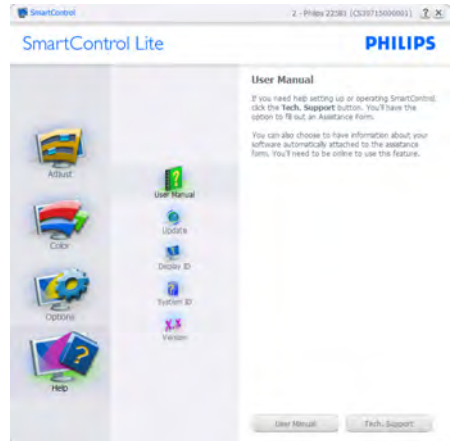 SmartControl
2 - Philips 225B1 (CS39715000001)
? X
SmartControl Lite
PHILIPS
User Manual
If you need help setting up or operating SmartControl,
click the Tech. Support button. You'll have the
option to fill out an Assistance Form.
You can also choose to have information about your
software automatically attached to the assistance
form. You'll need to be online to use this feature.
Adjust
User Manual
Update
Color
Display ID
System ID
Options
X.X
Version
Help
User Manual
Tech. Support